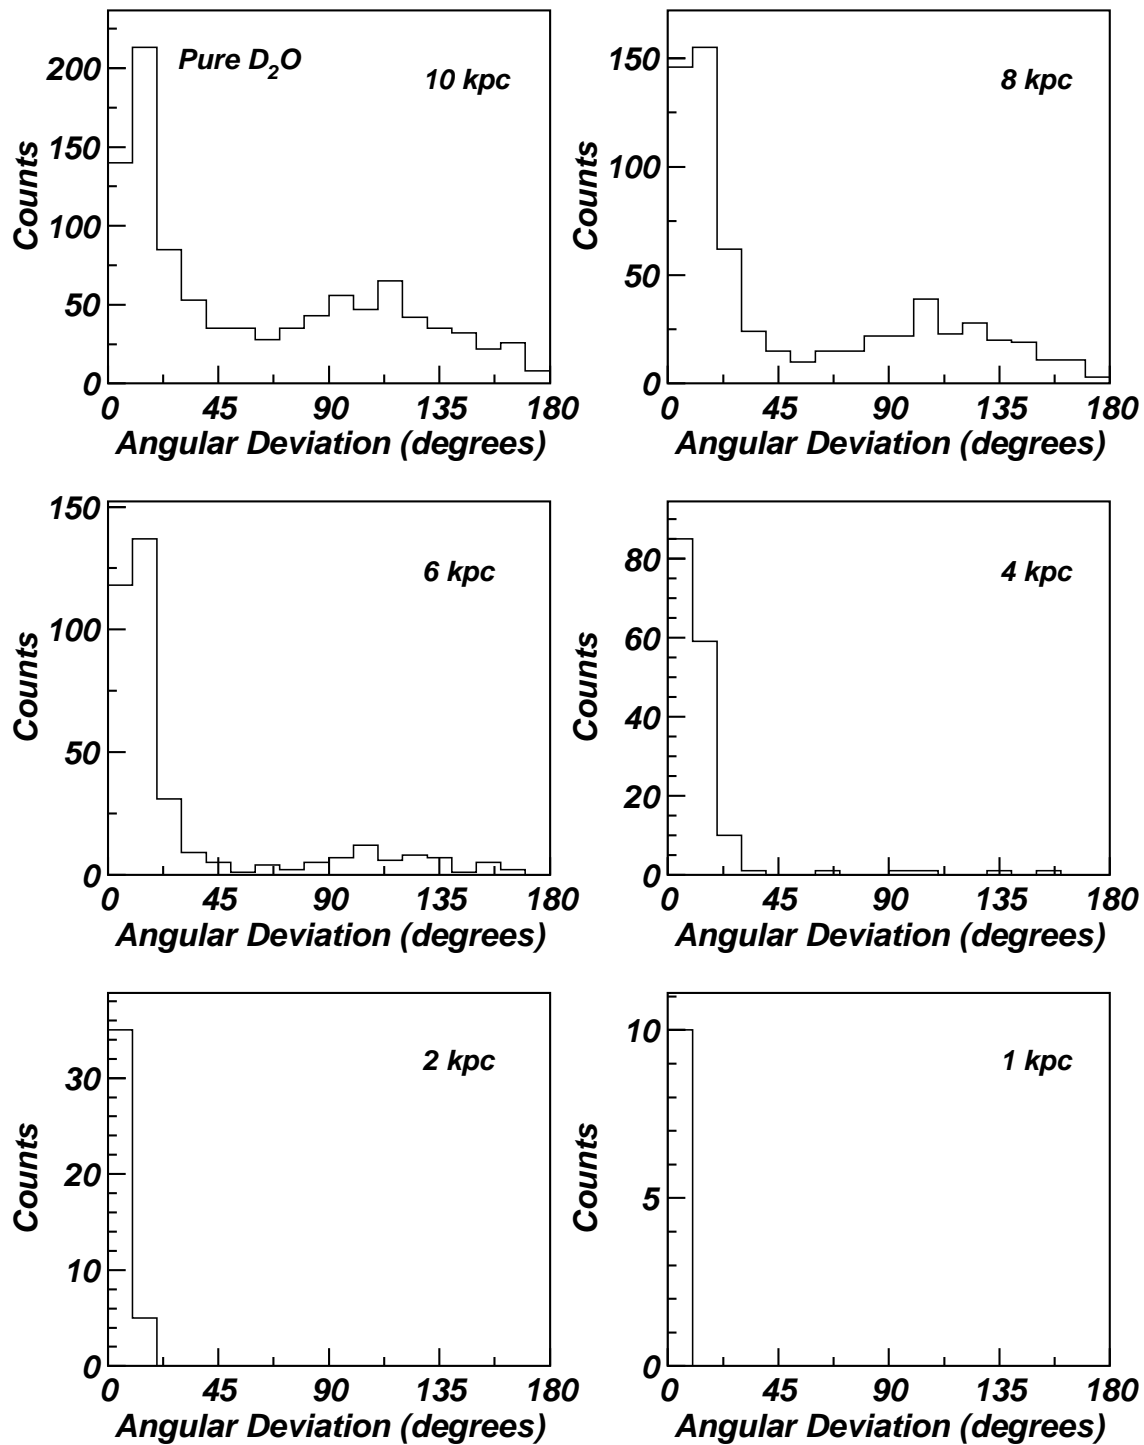 Pure D2O
10 kpc
Counts
200
150
100
50
0
0 45 90 135 180
Angular Deviation (degrees)
8 kpc
Counts
150
100
50
0
0 45 90 135 180
Angular Deviation (degrees)
6 kpc
Counts
150
100
50
0
0 45 90 135 180
Angular Deviation (degrees)
4 kpc
Counts
80
60
40
20
0
0 45 90 135 180
Angular Deviation (degrees)
2 kpc
Counts
30
20
10
0
0 45 90 135 180
Angular Deviation (degrees)
1 kpc
Counts
10
5
0
0 45 90 135 180
Angular Deviation (degrees)